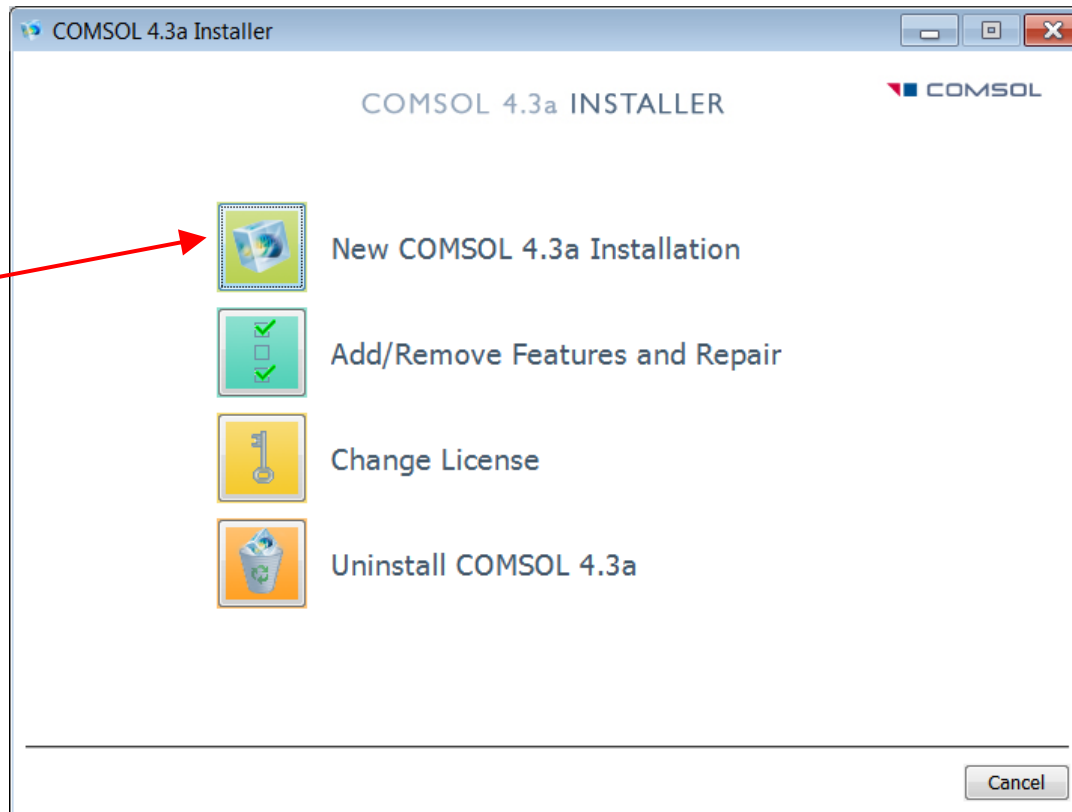 COMSOL 4.3a Installer
COMSOL 4.3a INSTALLER
COMSOL
New COMSOL 4.3a Installation
Add/Remove Features and Repair
Change License
Uninstall COMSOL 4.3a
Cancel